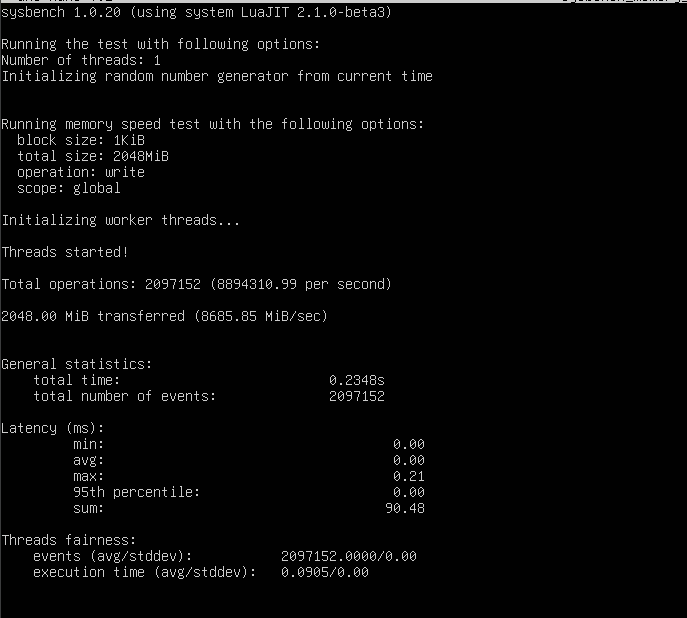 sysbench 1.0.20 (using system LuaJIT 2.1.0-beta3)
Running the test with following options:
Number of threads: 1
Initializing random number generator from current time
Running memory speed test with the following options:
block size: 1KiB
total size: 2048MiB
operation: write
scope: global
Initializing worker threads...
Threads started!
Total operations: 2097152 (8894310.99 per second)
2048.00 MiB transferred (8685.85 MiB/sec)
General statistics:
total time: 0.2348s
total number of events: 2097152
Latency (ms):
min: 0.00
avg: 0.00
max: 0.21
95th percentile: 0.00
sum: 90.48
Threads fairness:
events (avg/stddev): 2097152.0000/0.00
execution time (avg/stddev): 0.0905/0.00